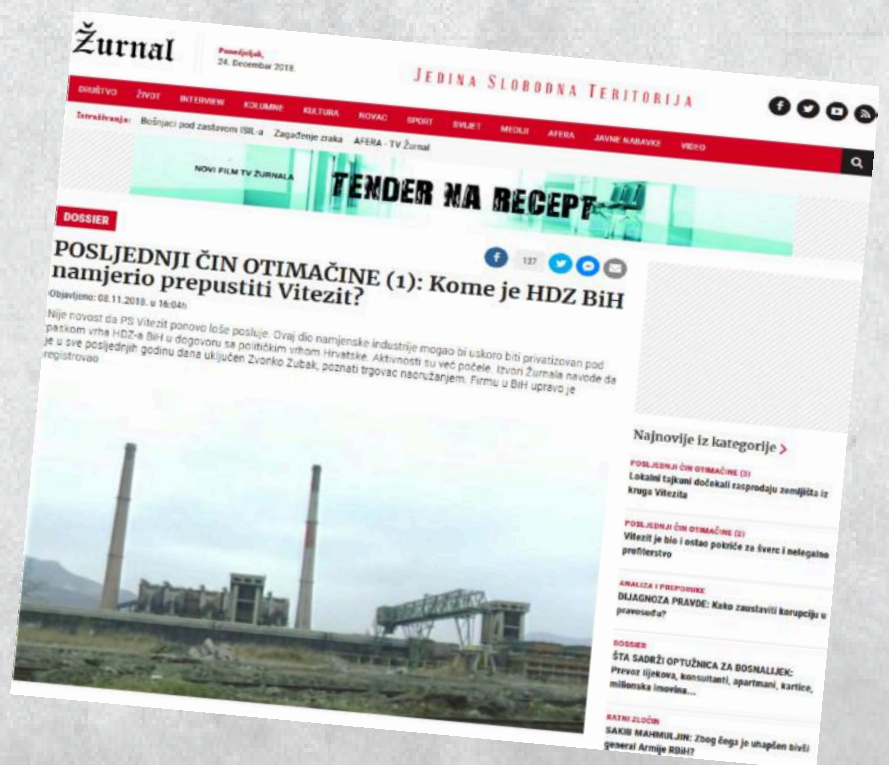 Žurnal
Ponedjeljak,
24. Decembar 2018.
JEDINA SLOBODNA TERITORIJA
DRUŠTVO ŽIVOT INTERVIEW KOLUMNE KULTURA NOVAC SPORT SVIJET MEDIJI AFERA JAVNE NABAVKE VIDEO
Istraživanja: Bošnjaci pod zastavom ISIL-a Zagađenje zraka AFERA - TV Žurnal
NOVI FILM TV ŽURNALA TENDER NA RECEPT
DOSSIER
137
POSLJEDNJI ČIN OTIMAČINE (1): Kome je HDZ BiH
namjerio prepustiti Vitezit?
Objavljeno: 08.11.2018. u 16:04h
Nije novost da PS Vitezit ponovo loše posluje. Ovaj dio namjenske industrije mogao bi uskoro biti privatizovan pod
paskom vrha HDZ-a BiH u dogovoru sa političkim vrhom Hrvatske. Aktivnosti su već počele. Izvori Žurnala navode da
je u sve posljednjih godinu dana uključen Zvonko Zubak, poznati trgovac naoružanjem. Firmu u BiH upravo je
registrovao
Najnovije iz kategorije
POSLJEDNJI ČIN OTIMAČINE (3)
Lokalni tajkuni dočekali rasprodaju zemljišta iz
kruga Vitezita
POSLJEDNJI ČIN OTIMAČINE (2)
Vitezit je bio i ostao pokriće za šverc i nelegalno
profiterstvo
ANALIZA I PREPORUKE
DIJAGNOZA PRAVDE: Kako zaustaviti korupciju u
pravosuđu?
DOSSIER
ŠTA SADRŽI OPTUŽNICA ZA BOSNALIJEK:
Prevoz lijekova, konsultanti, apartmani, kartice,
milionska imovina...
RATNI ZLOČIN
SAKIB MAHMULJIN: Zbog čega je uhapšen bivši
general Armije RBiH?